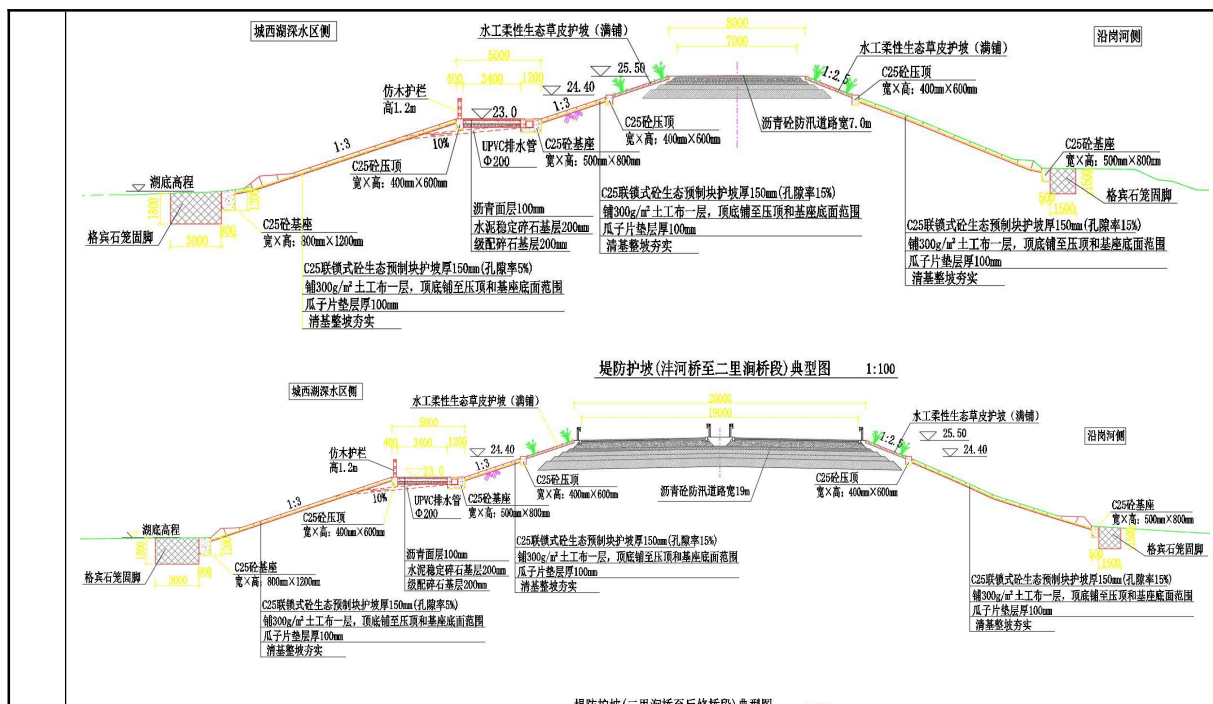 城西湖深水区侧
水工柔性生态草皮护坡（满铺）
8000
7000
沿岗河侧
水工柔性生态草皮护坡（满铺）
5000
400
3400
1200
25.50
24.40
1:2.5
C25砼压顶
宽×高：400mm×600mm
仿木护栏
高1.2m
23.0
1:3
C25砼压顶
宽×高：400mm×600mm
沥青砼防汛道路宽7.0m
1:3
10%
UPVC排水管
Φ200
C25砼基座
宽×高：500mm×800mm
C25砼基座
宽×高：500mm×800mm
C25砼压顶
宽×高：400mm×600mm
湖底高程
1800
1200
800
3000
格宾石笼固脚
C25砼基座
宽×高：800mm×1200mm
沥青面层100mm
水泥稳定碎石基层200mm
级配碎石基层200mm
C25联锁式砼生态预制块护坡厚150mm(孔隙率15%)
铺300g/m²土工布一层，顶底铺至压顶和基座底面范围
瓜子片垫层厚100mm
清基整坡夯实
500
1500
1500
格宾石笼固脚
C25联锁式砼生态预制块护坡厚150mm(孔隙率15%)
铺300g/m²土工布一层，顶底铺至压顶和基座底面范围
瓜子片垫层厚100mm
清基整坡夯实
C25联锁式砼生态预制块护坡厚150mm(孔隙率5%)
铺300g/m²土工布一层，顶底铺至压顶和基座底面范围
瓜子片垫层厚100mm
清基整坡夯实
堤防护坡(沣河桥至二里涧桥段)典型图 1:100
城西湖深水区侧
水工柔性生态草皮护坡（满铺）
20000
19000
水工柔性生态草皮护坡（满铺）
沿岗河侧
5000
400
3400
1200
24.40
1:2.5
25.50
24.40
仿木护栏
高1.2m
23.0
1:3
C25砼压顶
宽×高：400mm×600mm
沥青砼防汛道路宽19m
C25砼压顶
宽×高：400mm×600mm
1:3
10%
UPVC排水管
Φ200
C25砼基座
宽×高：500mm×800mm
C25砼压顶
宽×高：400mm×600mm
C25砼基座
宽×高：500mm×800mm
湖底高程
1800
1200
800
3000
格宾石笼固脚
C25砼基座
宽×高：800mm×1200mm
沥青面层100mm
水泥稳定碎石基层200mm
级配碎石基层200mm
C25联锁式砼生态预制块护坡厚150mm(孔隙率15%)
铺300g/m²土工布一层，顶底铺至压顶和基座底面范围
瓜子片垫层厚100mm
清基整坡夯实
500
1500
1500
格宾石笼固脚
C25联锁式砼生态预制块护坡厚150mm(孔隙率15%)
铺300g/m²土工布一层，顶底铺至压顶和基座底面范围
瓜子片垫层厚100mm
清基整坡夯实
C25联锁式砼生态预制块护坡厚150mm(孔隙率5%)
铺300g/m²土工布一层，顶底铺至压顶和基座底面范围
瓜子片垫层厚100mm
清基整坡夯实